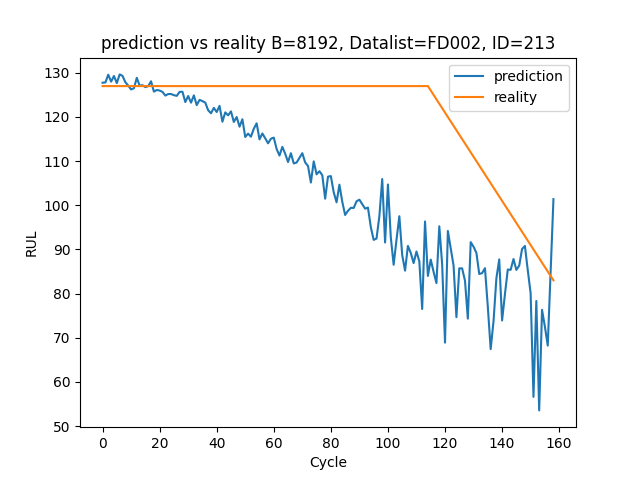 prediction vs reality B=8192, Datalist=FD002, ID=213
prediction
reality
RUL
130
120
110
100
90
80
70
60
50
0 20 40 60 80 100 120 140 160
Cycle